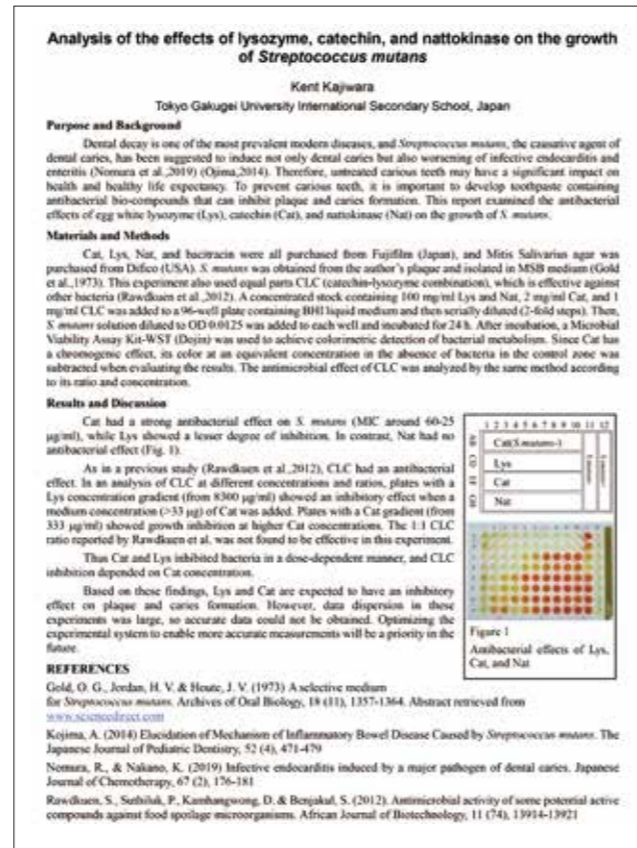 Analysis of the effects of lysozyme, catechin, and nattokinase on the growth
of Streptococcus mutans
Kent Kajiwara
Tokyo Gakugei University International Secondary School, Japan
Purpose and Background
Dental decay is one of the most prevalent modern diseases, and Streptococcus mutans, the causative agent of
dental caries, has been suggested to induce not only dental caries but also worsening of infective endocarditis and
enteritis (Nomura et al.,2019) (Ojima,2014). Therefore, untreated carious teeth may have a significant impact on
health and healthy life expectancy. To prevent carious teeth, it is important to develop toothpaste containing
antibacterial bio-compounds that can inhibit plaque and caries formation. This report examined the antibacterial
effects of egg white lysozyme (Lys), catechin (Cat), and nattokinase (Nat) on the growth of S. mutans.
Materials and Methods
Cat, Lys, Nat, and bacitracin were all purchased from Fujifilm (Japan), and Mitis Salivarius agar was
purchased from Difico (USA). S. mutans was obtained from the author's plaque and isolated in MSB medium (Gold
et al.,1973). This experiment also used equal parts CLC (catechin-lysozyme combination), which is effective against
other bacteria (Rawdkuen et al.,2012). A concentrated stock containing 100 mg/ml Lys and Nat, 2 mg/ml Cat, and 1
mg/ml CLC was added to a 96-well plate containing BHI liquid medium and then serially diluted (2-fold steps). Then,
S. mutans solution diluted to OD 0.0125 was added to each well and incubated for 24 h. After incubation, a Microbial
Viability Assay Kit-WST (Dojin) was used to achieve colorimetric detection of bacterial metabolism. Since Cat has
a chromogenic effect, its color at an equivalent concentration in the absence of bacteria in the control zone was
subtracted when evaluating the results. The antimicrobial effect of CLC was analyzed by the same method according
to its ratio and concentration.
Results and Discussion
Cat had a strong antibacterial effect on S. mutans (MIC around 60-25
µg/ml), while Lys showed a lesser degree of inhibition. In contrast, Nat had no
antibacterial effect (Fig. 1).
As in a previous study (Rawdkuen et al.,2012), CLC had an antibacterial
effect. In an analysis of CLC at different concentrations and ratios, plates with a
Lys concentration gradient (from 8300 µg/ml) showed an inhibitory effect when a
medium concentration (>33 µg) of Cat was added. Plates with a Cat gradient (from
333 µg/ml) showed growth inhibition at higher Cat concentrations. The 1:1 CLC
ratio reported by Rawdkuen et al. was not found to be effective in this experiment.
Thus Cat and Lys inhibited bacteria in a dose-dependent manner, and CLC
inhibition depended on Cat concentration.
Based on these findings, Lys and Cat are expected to have an inhibitory
effect on plaque and caries formation. However, data dispersion in these
experiments was large, so accurate data could not be obtained. Optimizing the
experimental system to enable more accurate measurements will be a priority in the
future.
1 2 3 4 5 6 7 8 9 10 11 12
AB
CD
EF
GH
Cat(S.mutans-)
Lys
Cat
Nat
Figure 1
Antibacterial effects of Lys,
Cat, and Nat
REFERENCES
Gold, O. G., Jordan, H. V. & Houte, J. V. (1973) A selective medium
for Streptococcus mutans. Archives of Oral Biology, 18 (11), 1357-1364. Abstract retrieved from
www.sciencedirect.com
Kojima, A. (2014) Elucidation of Mechanism of Inflammatory Bowel Disease Caused by Streptococcus mutans. The
Japanese Journal of Pediatric Dentistry, 52 (4), 471-479
Nomura, R., & Nakano, K. (2019) Infective endocarditis induced by a major pathogen of dental caries. Japanese
Journal of Chemotherapy, 67 (2), 176-181
Rawdkuen, S., Suthiluk, P., Kamhangwong, D. & Benjakul, S. (2012). Antimicrobial activity of some potential active
compounds against food spoilage microorganisms. African Journal of Biotechnology, 11 (74), 13914-13921